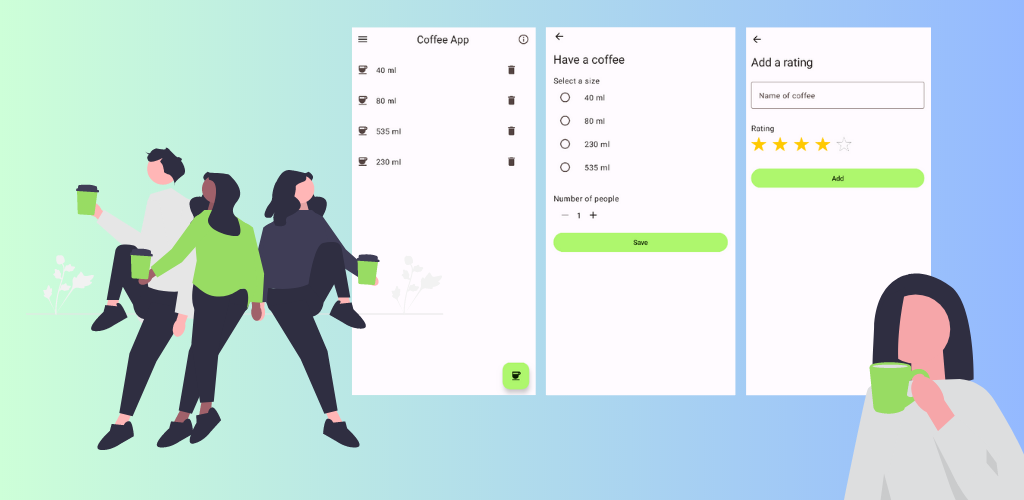 Coffee App
40 ml
80 ml
535 ml
230 ml
Have a coffee
Select a size
40 ml
80 ml
230 ml
535 ml
Number of people
1
Save
Add a rating
Name of coffee
Rating
Add